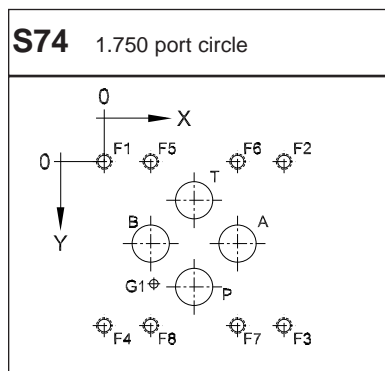 S74 1.750 port circle
0
X
0 F1 F5 F6 F2
T
B A
Y
G1 P
F4 F8 F7 F3